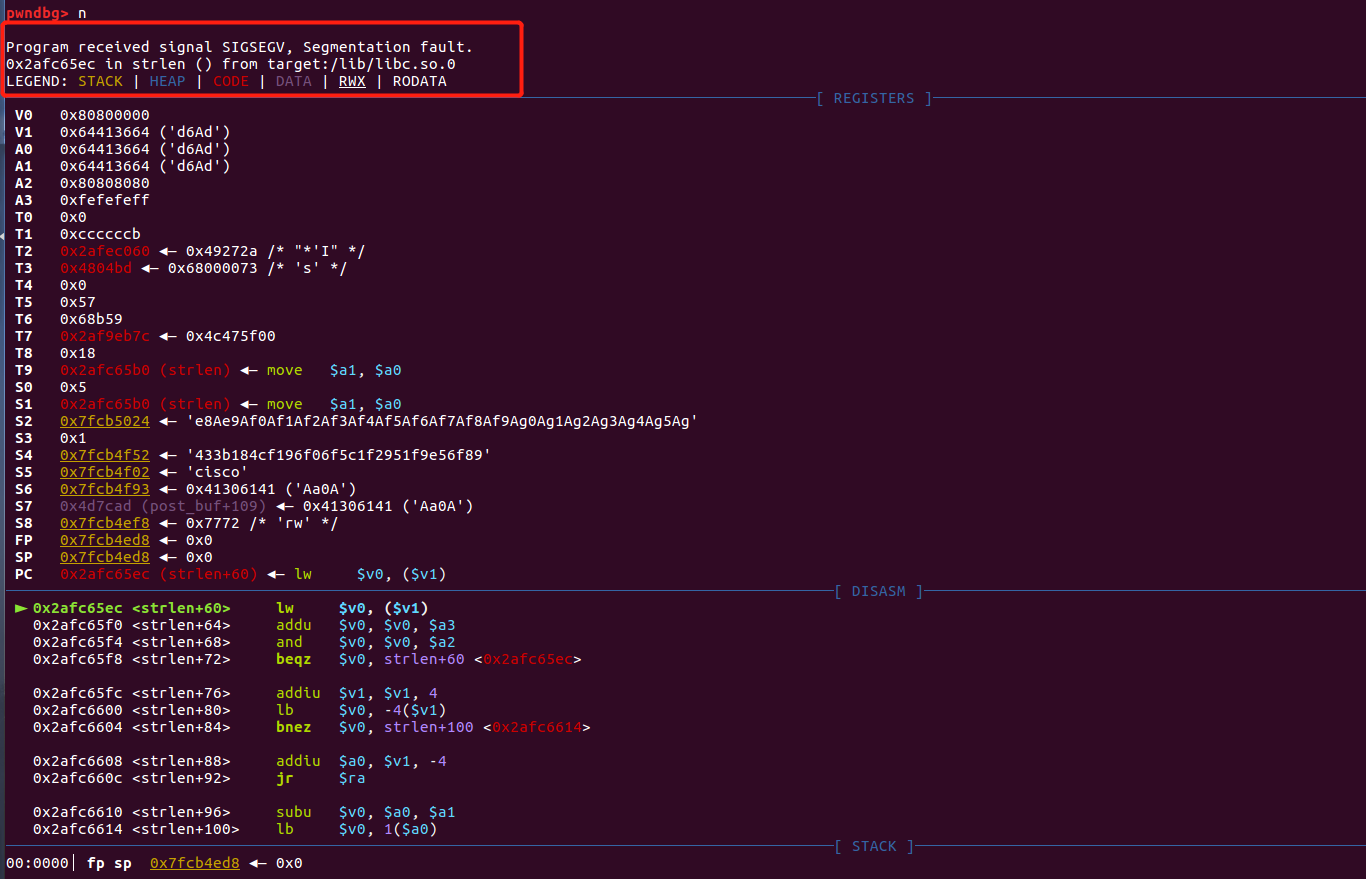 pwndbg> n
Program received signal SIGSEGV, Segmentation fault.
0x2afc65ec in strlen () from target:/lib/libc.so.0
LEGEND: STACK | HEAP | CODE | DATA | RWX | RODATA
[ REGISTERS ]
V0 0x80800000
V1 0x64413664 ('d6Ad')
A0 0x64413664 ('d6Ad')
A1 0x64413664 ('d6Ad')
A2 0x80808080
A3 0xfefefeff
T0 0x0
T1 0xcccccccb
T2 0x2afec060 ◂— 0x49272a /* "*'I" */
T3 0x4804bd ◂— 0x68000073 /* 's' */
T4 0x0
T5 0x57
T6 0x68b59
T7 0x2af9eb7c ◂— 0x4c475f00
T8 0x18
T9 0x2afc65b0 (strlen) ◂— move $a1, $a0
S0 0x5
S1 0x2afc65b0 (strlen) ◂— move $a1, $a0
S2 0x7fcb5024 ◂— 'e8Ae9Af0Af1Af2Af3Af4Af5Af6Af7Af8Af9Ag0Ag1Ag2Ag3Ag4Ag5Ag'
S3 0x1
S4 0x7fcb4f52 ◂— '433b184cf196f06f5c1f2951f9e56f89'
S5 0x7fcb4f02 ◂— 'cisco'
S6 0x7fcb4f93 ◂— 0x41306141 ('Aa0A')
S7 0x4d7cad (post_buf+109) ◂— 0x41306141 ('Aa0A')
S8 0x7fcb4ef8 ◂— 0x7772 /* 'rw' */
FP 0x7fcb4ed8 ◂— 0x0
SP 0x7fcb4ed8 ◂— 0x0
PC 0x2afc65ec (strlen+60) ◂— lw $v0, ($v1)
[ DISASM ]
► 0x2afc65ec <strlen+60> lw $v0, ($v1)
0x2afc65f0 <strlen+64> addu $v0, $v0, $a3
0x2afc65f4 <strlen+68> and $v0, $v0, $a2
0x2afc65f8 <strlen+72> beqz $v0, strlen+60 <0x2afc65ec>
0x2afc65fc <strlen+76> addiu $v1, $v1, 4
0x2afc6600 <strlen+80> lb $v0, -4($v1)
0x2afc6604 <strlen+84> bnez $v0, strlen+100 <0x2afc6614>
0x2afc6608 <strlen+88> addiu $a0, $v1, -4
0x2afc660c <strlen+92> jr $ra
0x2afc6610 <strlen+96> subu $v0, $a0, $a1
0x2afc6614 <strlen+100> lb $v0, 1($a0)
[ STACK ]
00:0000│ fp sp 0x7fcb4ed8 ◂— 0x0